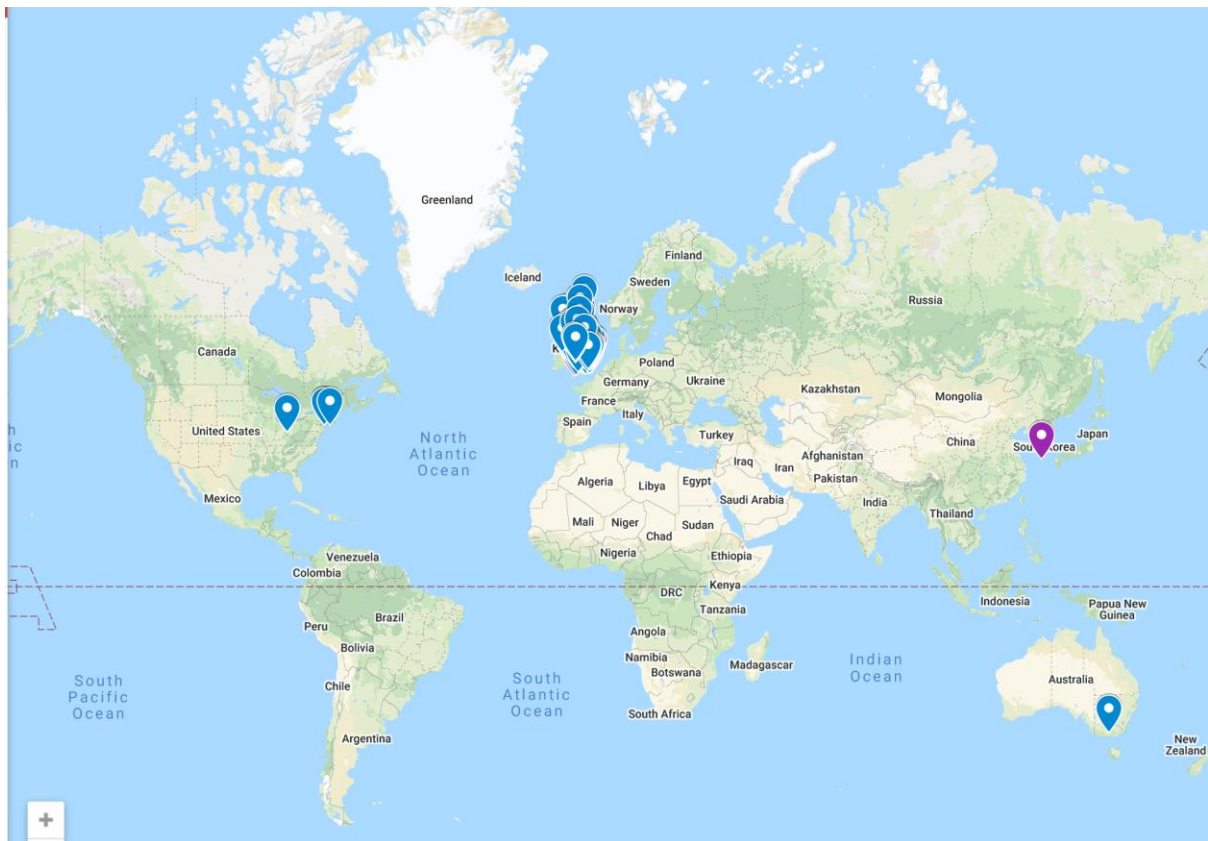 Greenland
Iceland
Finland
Sweden
Norway
Russia
Canada
Poland
Germany
Ukraine
France
Kazakhstan
Mongolia
Italy
Spain
United States
North
Atlantic
Ocean
Turkey
China
Japan
Iraq
Iran
Afghanistan
Pakistan
Algeria
Libya
Egypt
Saudi Arabia
India
Mexico
Mali
Niger
Chad
Sudan
Thailand
Nigeria
Ethiopia
Venezuela
Colombia
DRC
Kenya
Indonesia
Papua New
Guinea
Tanzania
Peru
Brazil
Bolivia
Angola
Namibia
Botswana
Madagascar
Indian
Ocean
Australia
South
Pacific
Ocean
Chile
South
Atlantic
Ocean
South Africa
Argentina
New
Zealand
+